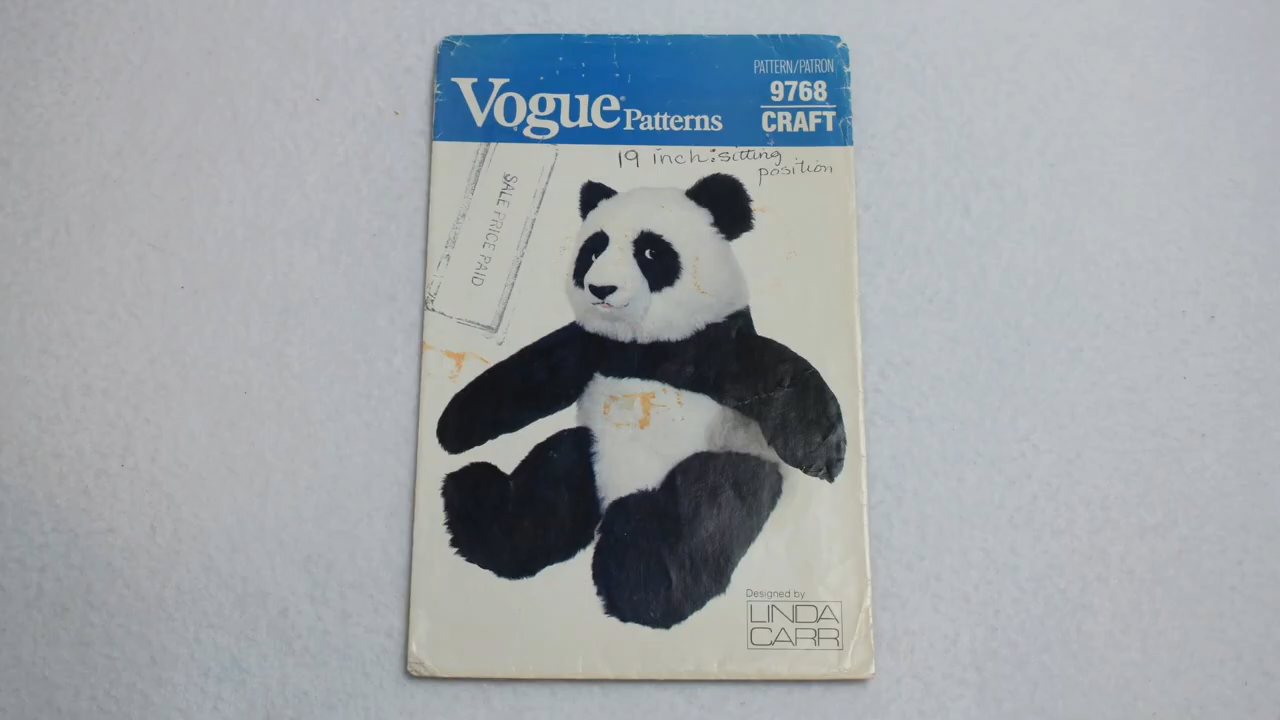 Vogue® Patterns
PATTERN/PATRON
9768
CRAFT
19 inch: sitting
position
SALE PRICE PAID
Designed by
LINDA
CARR